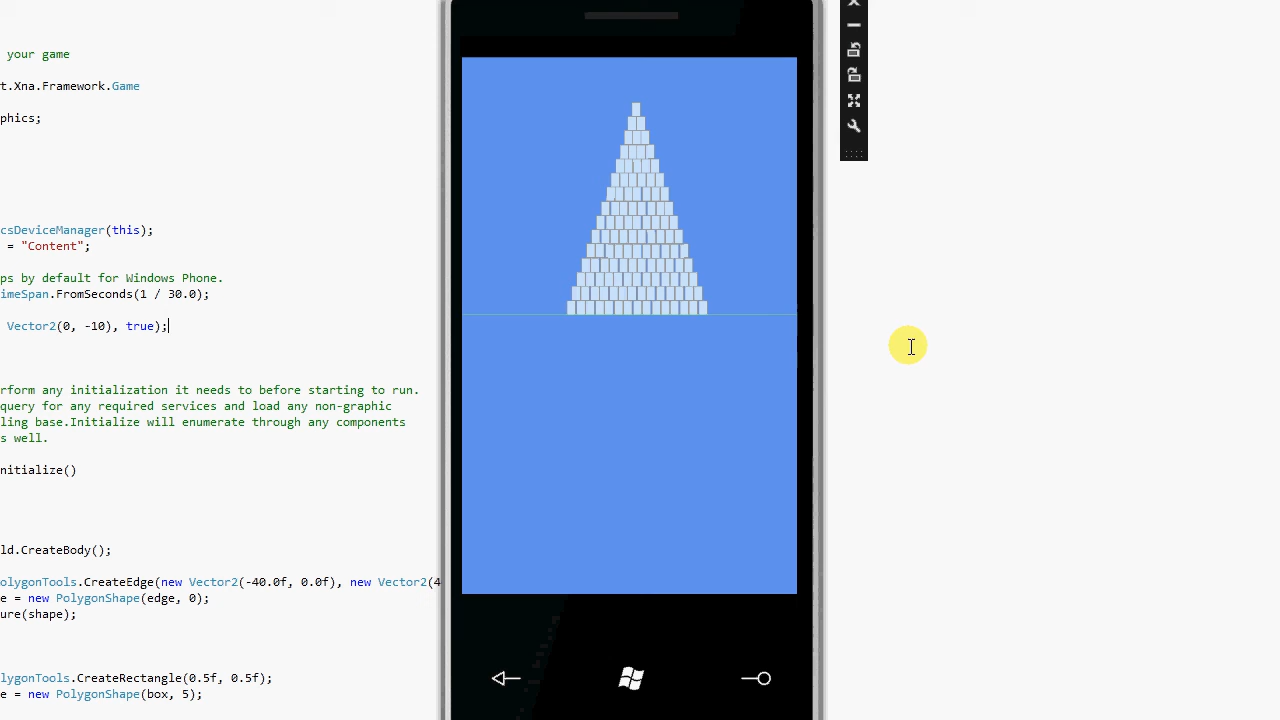 your game
t.Xna.Framework.Game
phics;
csDeviceManager(this);
= "Content";
ps by default for Windows Phone.
imeSpan.FromSeconds(1 / 30.0);
Vector2(0, -10), true);
rform any initialization it needs to before starting to run.
query for any required services and load any non-graphic
ling base.Initialize will enumerate through any components
s well.
nitialize()
ld.CreateBody();
olygonTools.CreateEdge(new Vector2(-40.0f, 0.0f), new Vector2(4
e = new PolygonShape(edge, 0);
ure(shape);
lygonTools.CreateRectangle(0.5f, 0.5f);
e = new PolygonShape(box, 5);